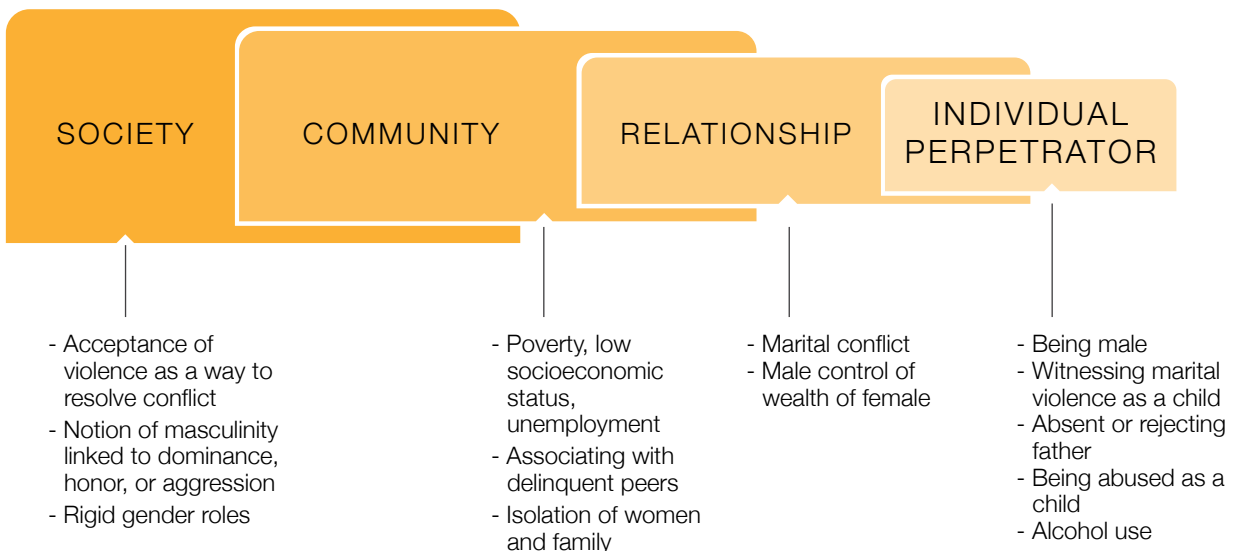 SOCIETY
COMMUNITY
RELATIONSHIP
INDIVIDUAL
PERPETRATOR
- Acceptance of
violence as a way to
resolve conflict
- Notion of masculinity
linked to dominance,
honor, or aggression
- Rigid gender roles
- Poverty, low
socioeconomic
status,
unemployment
- Associating with
delinquent peers
- Isolation of women
and family
- Marital conflict
- Male control of
wealth of female
- Being male
- Witnessing marital
violence as a child
- Absent or rejecting
father
- Being abused as a
child
- Alcohol use